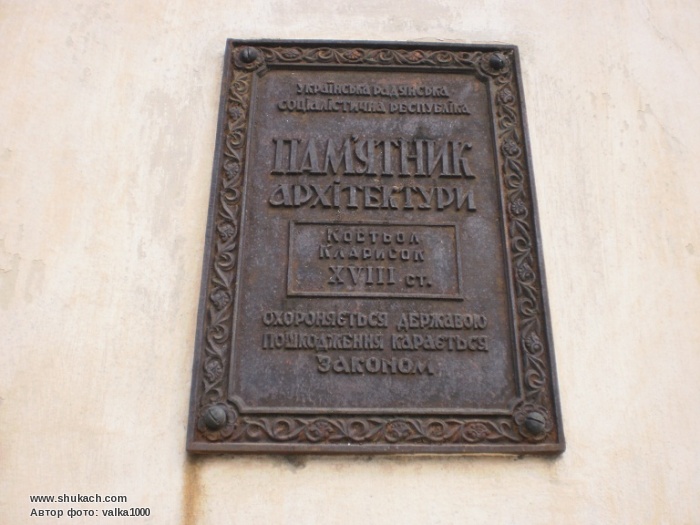 Українська Радянська
Соціалістична Республіка
ПАМ'ЯТНИК
АРХІТЕКТУРИ
Костьол
Кларисок
XVIII ст.
Охороняється державою
пошкодження карається
законом
www.shukach.com
Автор фото: valka1000